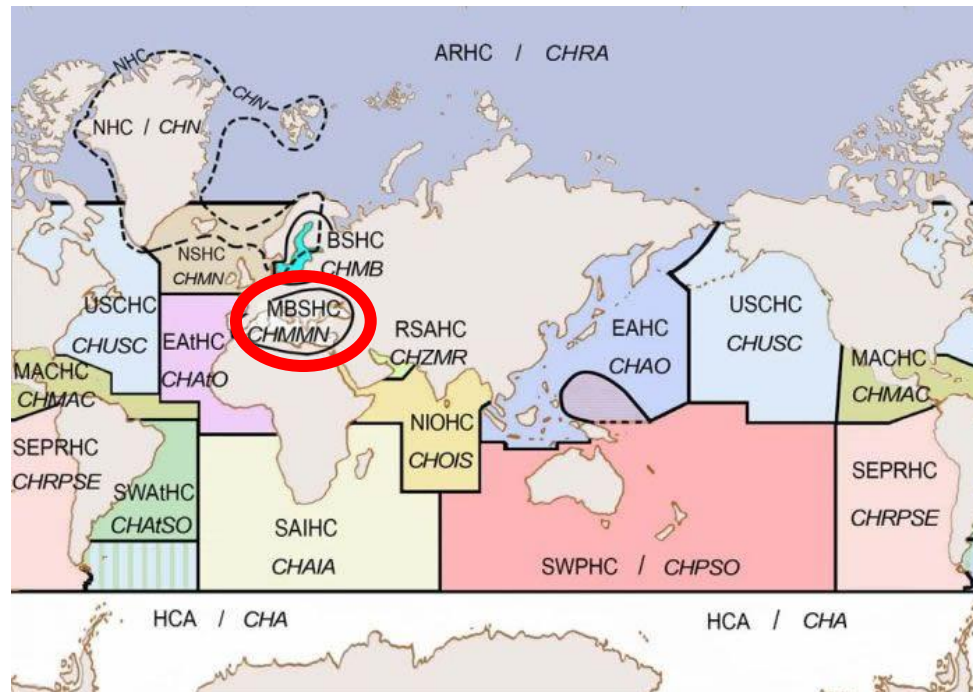 ARHC / CHRA
NHC
CHN
NHC / CHN
NSHC
CHMN
BSHC
CHMB
USCHC
CHUSC
EAtHC
CHAtO
MBSHC
CHMMN
RSAHC
CHZMR
EAHC
CHAO
USCHC
CHUSC
MACHC
CHMAC
MACHC
CHMAC
NIOHC
CHOIS
SEPRHC
CHRPSE
SWAtHC
CHAtSO
SEPRHC
CHRPSE
SAIHC
CHAIA
SWPHC / CHPSO
HCA / CHA
HCA / CHA